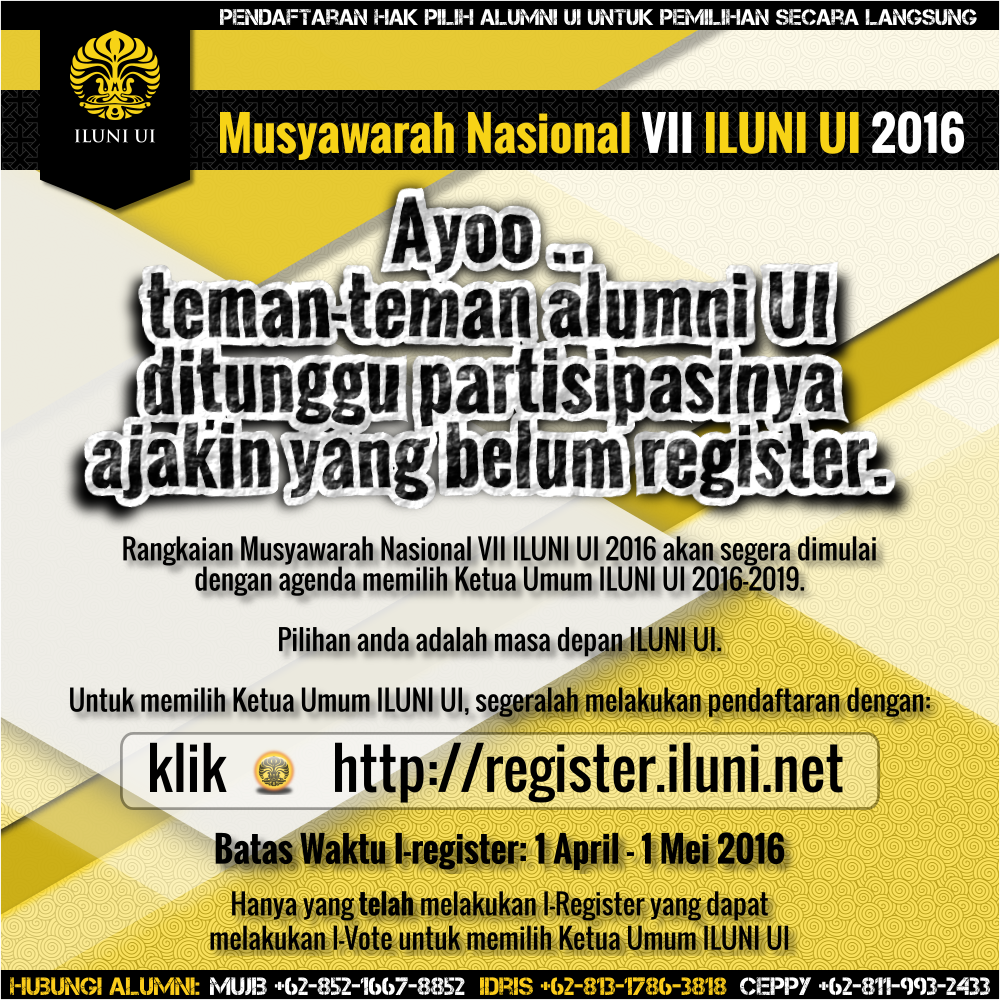 PENDAFTARAN HAK PILIH ALUMNI UI UNTUK PEMILIHAN SECARA LANGSUNG
ILUNI UI
Musyawarah Nasional VII ILUNI UI 2016
Ayoo ..
teman-teman alumni UI
ditunggu partisipasinya
ajakin yang belum register.
Rangkaian Musyawarah Nasional VII ILUNI UI 2016 akan segera dimulai
dengan agenda memilih Ketua Umum ILUNI UI 2016-2019.
Pilihan anda adalah masa depan ILUNI UI.
Untuk memilih Ketua Umum ILUNI UI, segeralah melakukan pendaftaran dengan:
klik http://register.iluni.net
Batas Waktu I-register: 1 April - 1 Mei 2016
Hanya yang telah melakukan I-Register yang dapat
melakukan I-Vote untuk memilih Ketua Umum ILUNI UI
HUBUNGI ALUMNI: MUJIB +62-852-1667-8852 IDRIS +62-813-1786-3818 CEPPY +62-811-993-2433